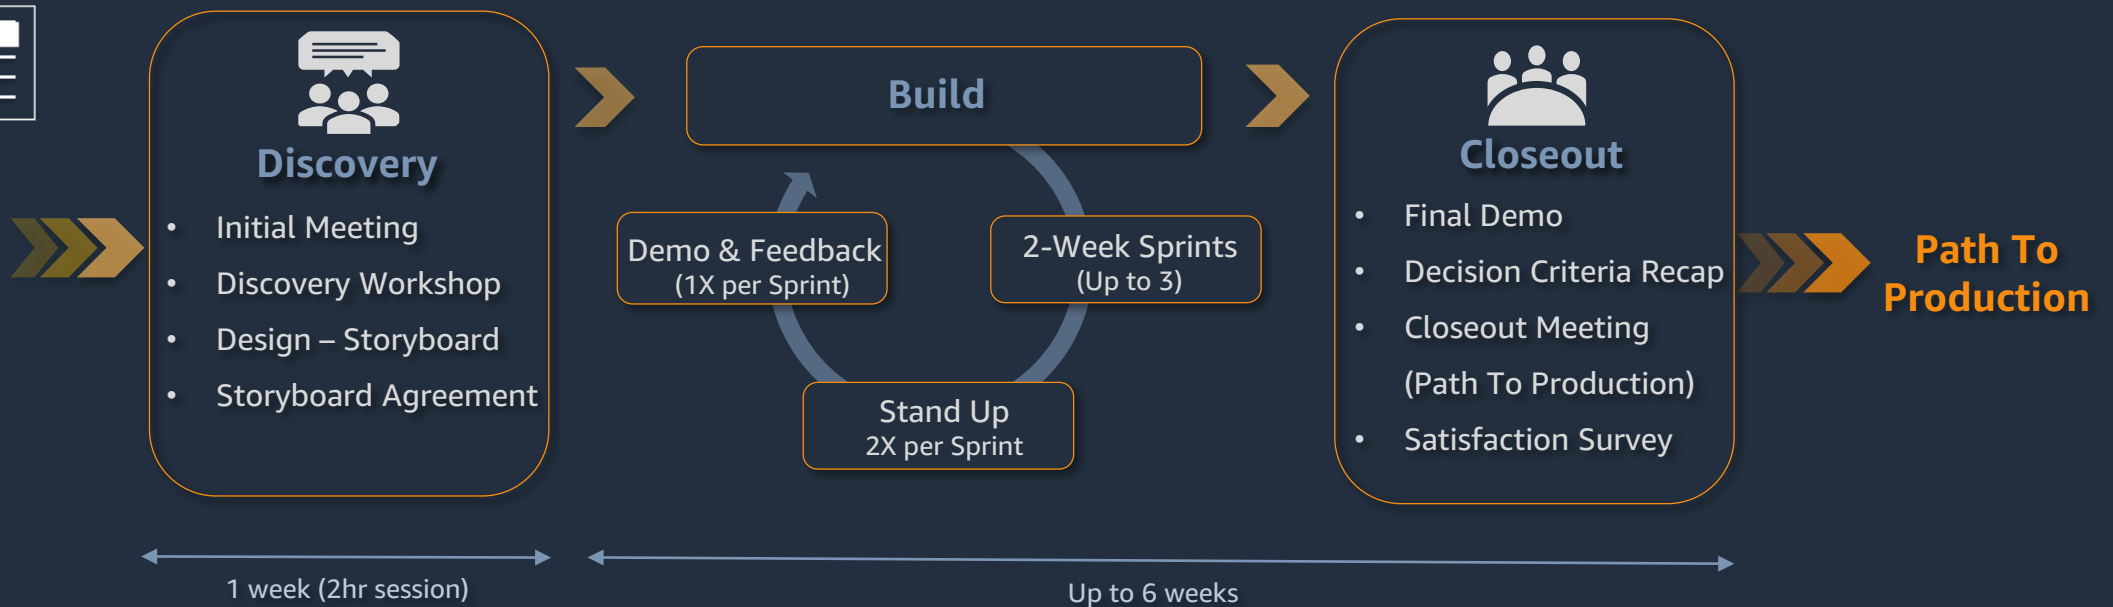 Discovery
• Initial Meeting
• Discovery Workshop
• Design – Storyboard
• Storyboard Agreement
1 week (2hr session)
Build
2-Week Sprints
(Up to 3)
Stand Up
2X per Sprint
Demo & Feedback
(1X per Sprint)
Closeout
• Final Demo
• Decision Criteria Recap
• Closeout Meeting
(Path To Production)
• Satisfaction Survey
Up to 6 weeks
Path To
Production